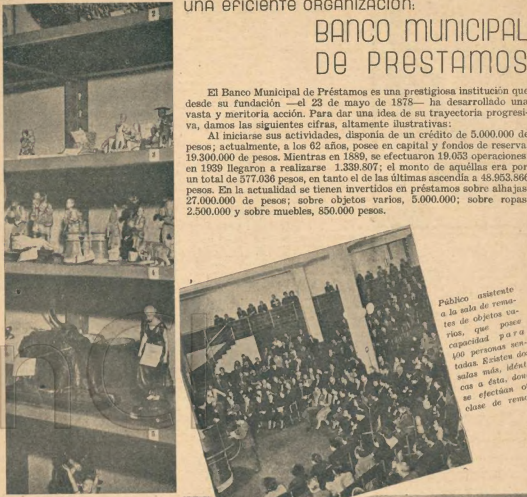 UNA EFICIENTE ORGANIZACION:
BANCO MUNICIPAL
DE PRESTAMOS
El Banco Municipal de Préstamos es una prestigiosa institución que
desde su fundación —el 23 de mayo de 1878— ha desarrollado una
vasta y meritoria acción. Para dar una idea de su trayectoria progresi-
va, damos las siguientes cifras, altamente ilustrativas:
Al iniciarse sus actividades, disponía de un crédito de 5.000.000 de
pesos; actualmente, a los 62 años, posee en capital y fondos de reserva
19.300.000 de pesos. Mientras en 1889, se efectuaron 19.053 operaciones
en 1939 llegaron a realizarse 1.339.807; el monto de aquéllas era por
un total de 577.036 pesos, en tanto el de las últimas ascendía a 48.953.866
pesos. En la actualidad se tienen invertidos en préstamos sobre alhajas
27.000.000 de pesos; sobre objetos varios, 5.000.000; sobre ropas
2.500.000 y sobre muebles, 850.000 pesos.
Público asistente
a la sala de rema-
tes de objetos va-
rios, que posee
capacidad para
400 personas sen-
tadas. Existen dos
salas más, idént
cas a ésta, don
se efectúan o
clase de rema
2
3
4
5